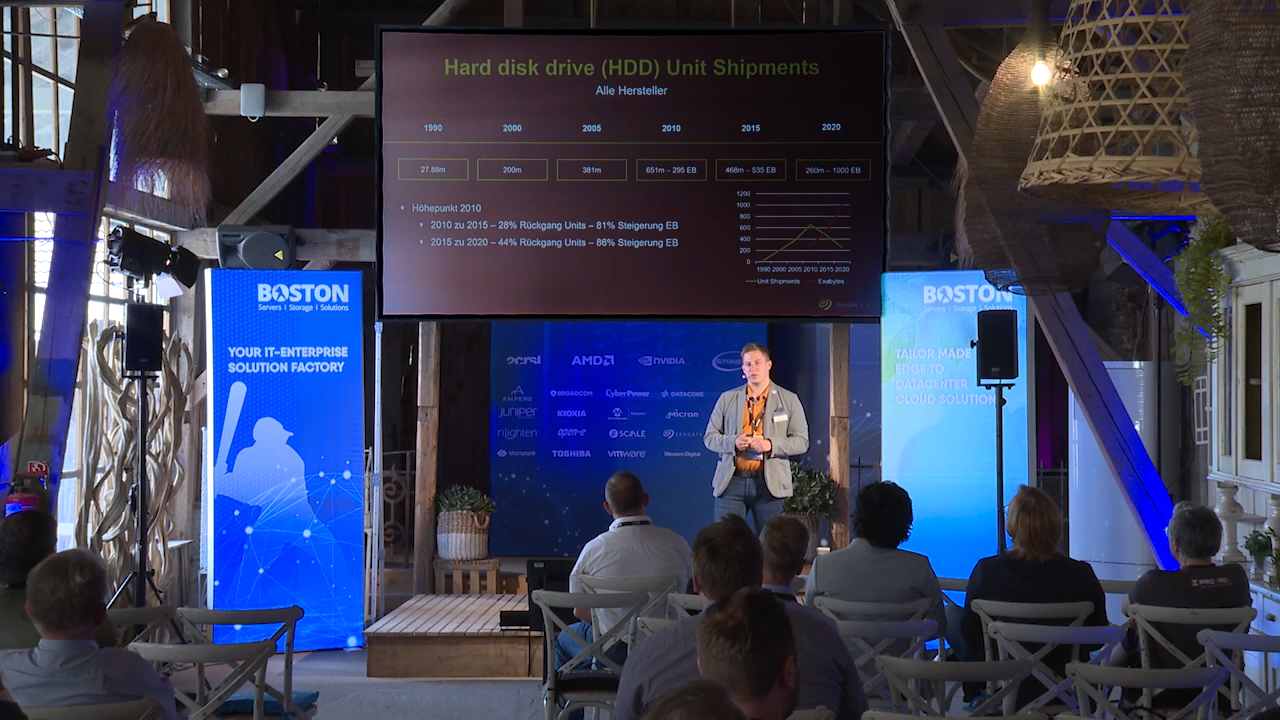 Hard disk drive (HDD) Unit Shipments
Alle Hersteller
1990 2000 2005 2010 2015 2020
27.88m 200m 381m 651m – 295 EB 468m – 535 EB 260m – 1000 EB
Höhepunkt 2010
2010 zu 2015 – 28% Rückgang Units – 81% Steigerung EB
2015 zu 2020 – 44% Rückgang Units – 86% Steigerung EB
1200
1000
800
600
400
200
0
1990 2000 2005 2010 2015 2020
Unit Shipments Exabytes
BOSTON
Servers | Storage | Solutions
YOUR IT-ENTERPRISE
SOLUTION FACTORY
BOSTON
Servers | Storage | Solutions
TAILOR MADE
EDGE TO
DATACENTER
CLOUD SOLUTION
2crsi AMD NVIDIA
AMPERE BROADCOM CyberPower DATACORE
JUNIPER KIOXIA Micron
nlighten open-e SCALE SEAGATE
TOSHIBA vmware Western Digital